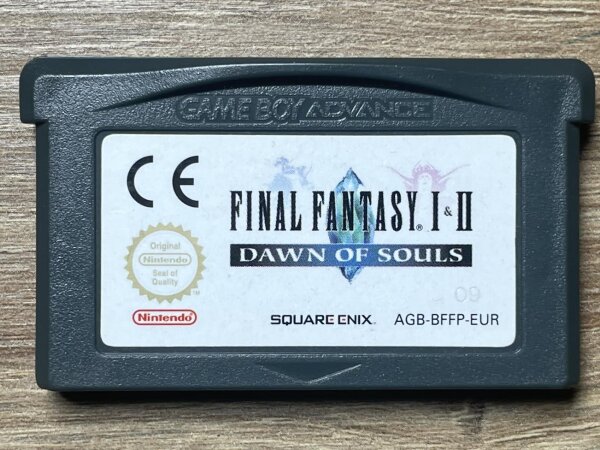 GAME BOY ADVANCE
CE
FINAL FANTASY® I & II
DAWN OF SOULS
Original
Nintendo
Seal of
Quality
TM
09
Nintendo
SQUARE ENIX.
AGB-BFFP-EUR